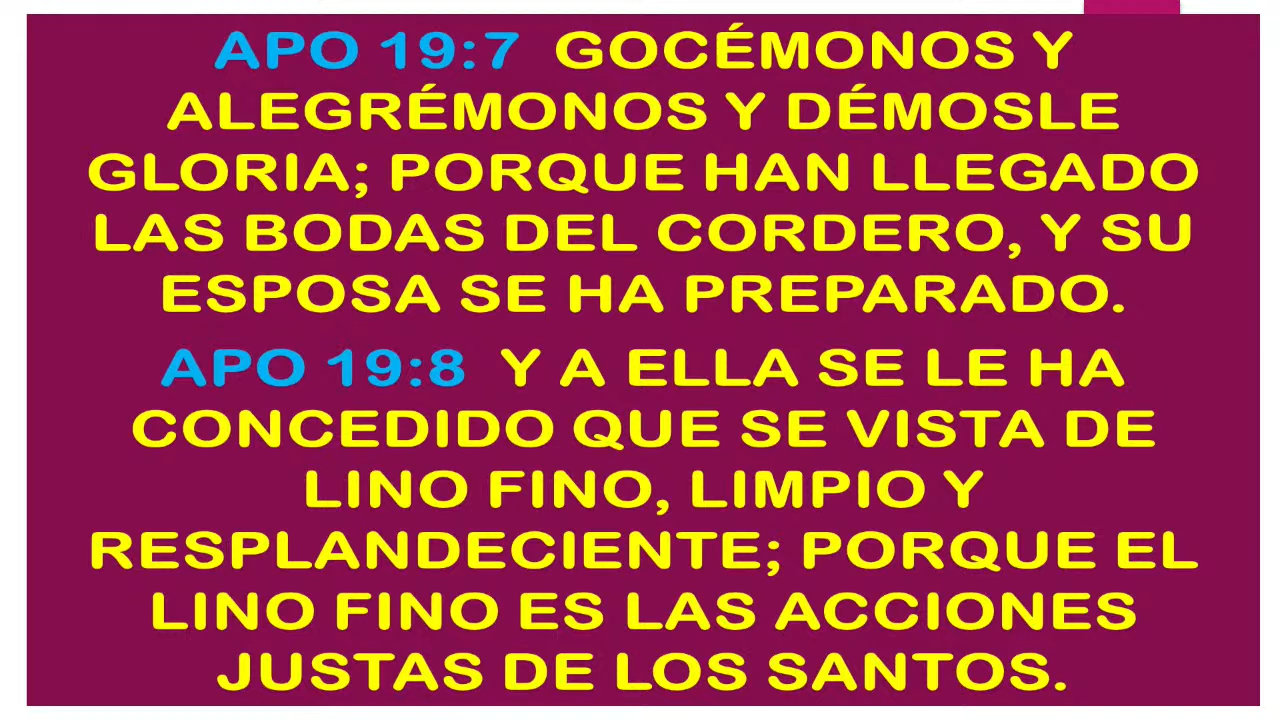 APO 19:7 GOCÉMONOS Y
ALEGRÉMONOS Y DÉMOSLE
GLORIA; PORQUE HAN LLEGADO
LAS BODAS DEL CORDERO, Y SU
ESPOSA SE HA PREPARADO.
APO 19:8 Y A ELLA SE LE HA
CONCEDIDO QUE SE VISTA DE
LINO FINO, LIMPIO Y
RESPLANDECIENTE; PORQUE EL
LINO FINO ES LAS ACCIONES
JUSTAS DE LOS SANTOS.